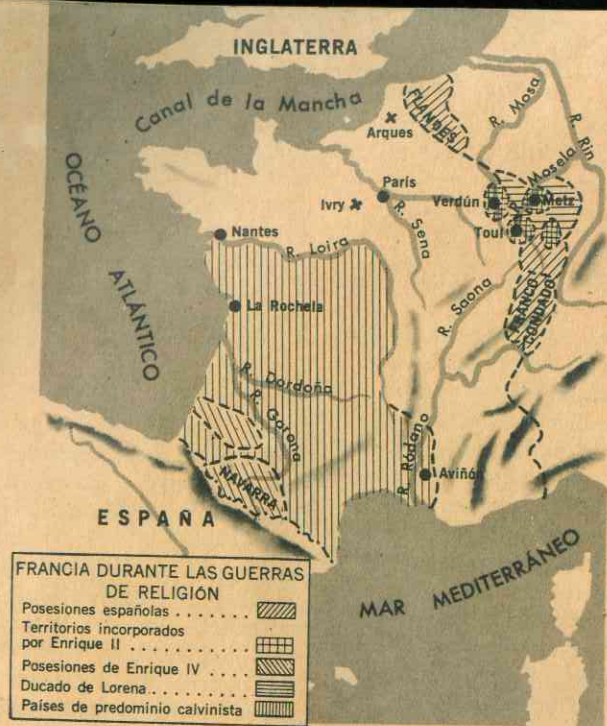 INGLATERRA
Canal de la Mancha
FLANDES
Arques
R. Mosa
R. Rin
OCÉANO
ATLÁNTICO
París
Ivry
Verdún
Mosela
Metz
Toul
R. Sena
Nantes
R. Loira
R. Saona
FRANCO
CONDADO
La Rochela
R. Dordoña
R. Garona
R. Ródano
Aviñón
NAVARRA
ESPAÑA
MAR MEDITERRÁNEO
FRANCIA DURANTE LAS GUERRAS
DE RELIGIÓN
Posesiones españolas . . . . . . .
Territorios incorporados
por Enrique II . . . . . . . . . .
Posesiones de Enrique IV . . . . .
Ducado de Lorena . . . . . . . . .
Países de predominio calvinista